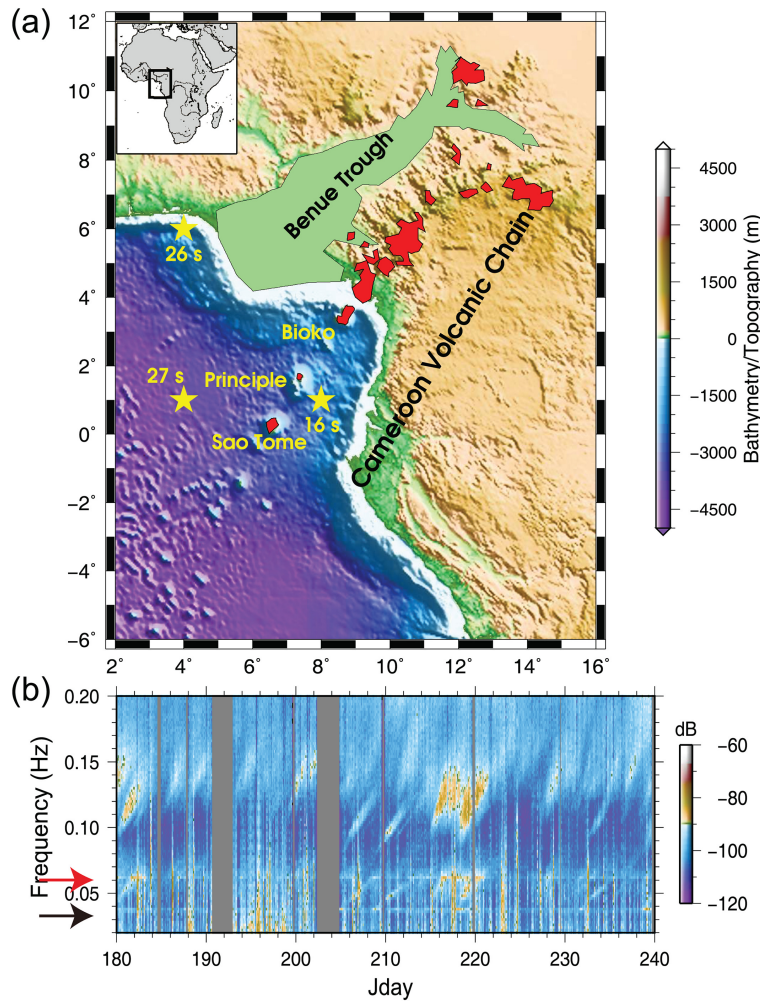 (a)
12°
10°
8°
6°
4°
2°
0°
−2°
−4°
−6°
2°
4°
6°
8°
10°
12°
14°
16°
Benue Trough
26 s
Bioko
27 s
Principle
16 s
Sao Tome
Cameroon Volcanic Chain
4500
3000
1500
0
−1500
−3000
−4500
Bathymetry/Topography (m)
(b)
0.20
0.15
0.10
0.05
Frequency (Hz)
180
190
200
210
220
230
240
Jday
dB
−60
−80
−100
−120